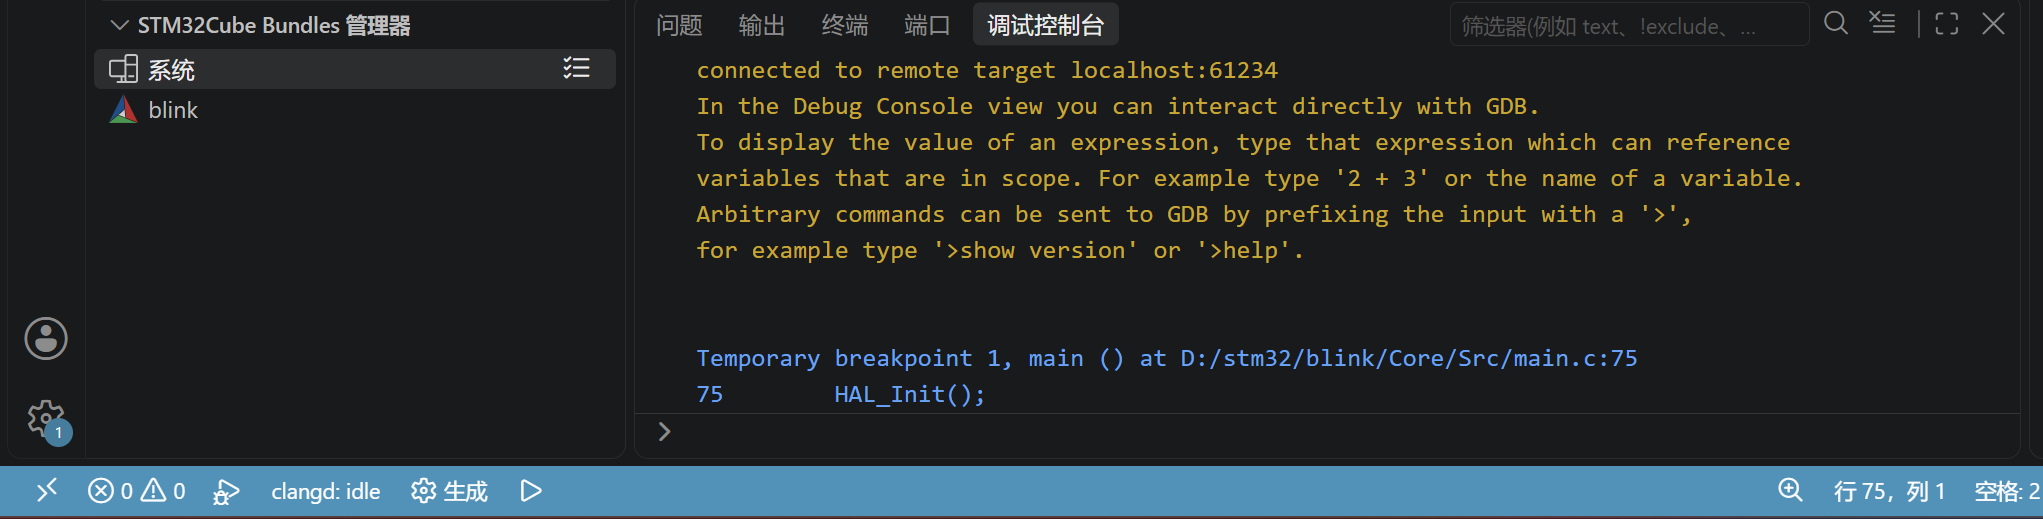 STM32Cube Bundles 管理器
系统
blink
1
问题 输出 终端 端口 调试控制台
筛选器(例如 text、!exclude、...
connected to remote target localhost:61234
In the Debug Console view you can interact directly with GDB.
To display the value of an expression, type that expression which can reference
variables that are in scope. For example type '2 + 3' or the name of a variable.
Arbitrary commands can be sent to GDB by prefixing the input with a '>',
for example type '>show version' or '>help'.
Temporary breakpoint 1, main () at D:/stm32/blink/Core/Src/main.c:75
75        HAL_Init();
0 0 clangd: idle 生成 行 75，列 1 空格: 2